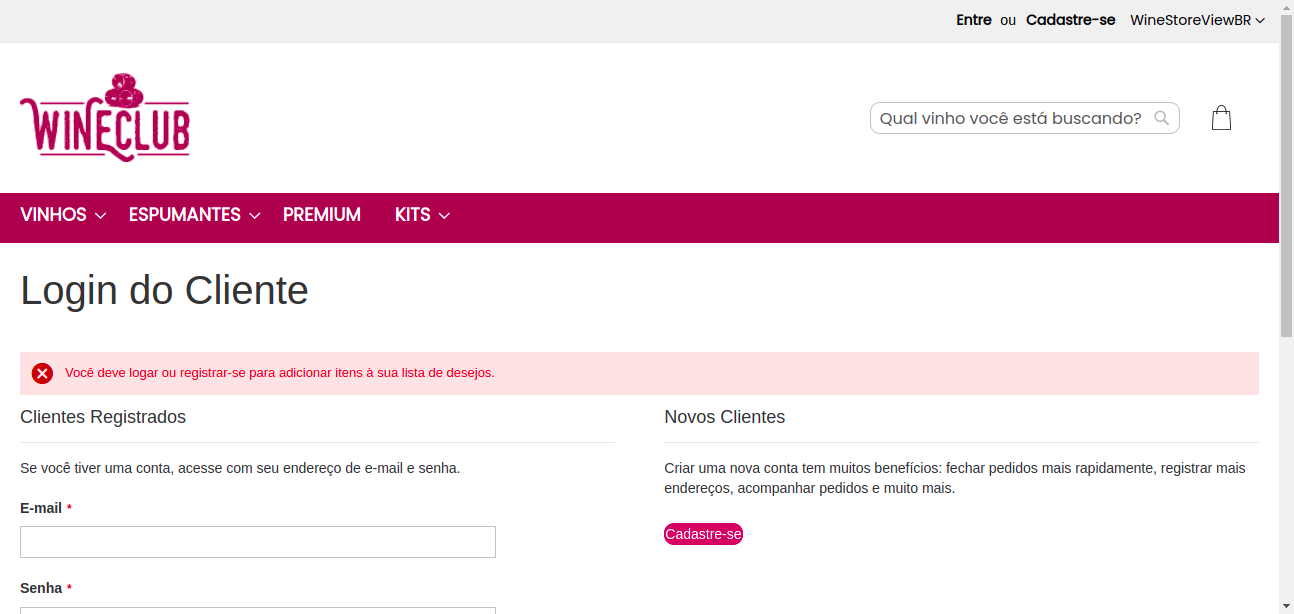 Entre ou Cadastre-se WineStoreViewBR
WINECLUB
Qual vinho você está buscando?
VINHOS ESPUMANTES PREMIUM KITS
Login do Cliente
Você deve logar ou registrar-se para adicionar itens à sua lista de desejos.
Clientes Registrados
Se você tiver uma conta, acesse com seu endereço de e-mail e senha.
E-mail *
Senha *
Novos Clientes
Criar uma nova conta tem muitos benefícios: fechar pedidos mais rapidamente, registrar mais
endereços, acompanhar pedidos e muito mais.
Cadastre-se